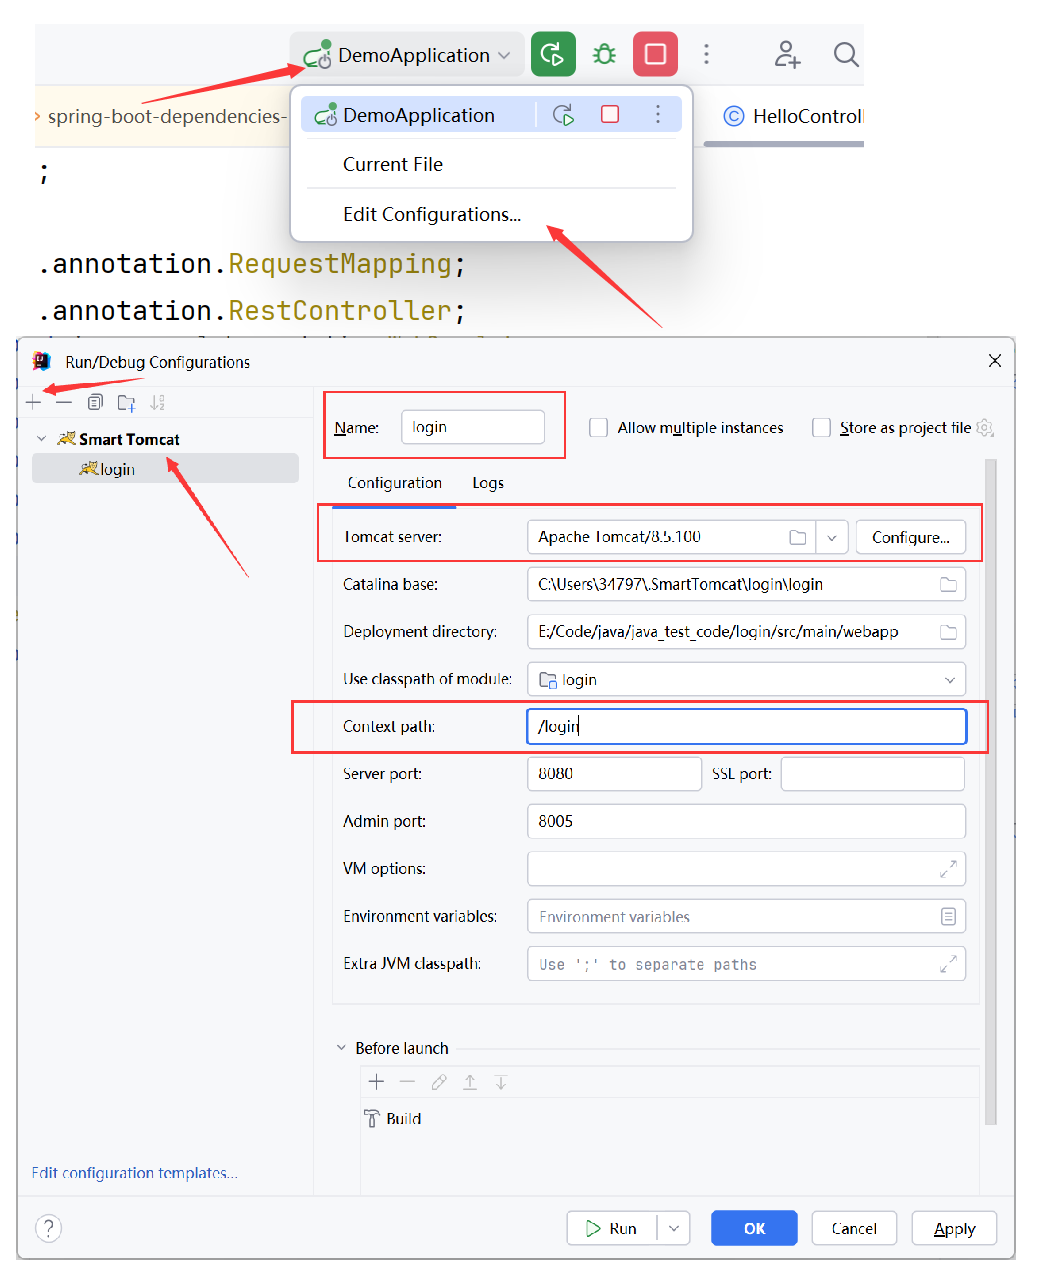 DemoApplication
spring-boot-dependencies-
DemoApplication
HelloControll
;
Current File
Edit Configurations...
.annotation.RequestMapping;
.annotation.RestController;
Run/Debug Configurations
Name: login
Allow multiple instances
Store as project file
Smart Tomcat
login
Configuration Logs
Tomcat server: Apache Tomcat/8.5.100 Configure...
Catalina base: C:\Users\34797\.SmartTomcat\login\login
Deployment directory: E:/Code/java/java_test_code/login/src/main/webapp
Use classpath of module: login
Context path: /login
Server port: 8080 SSL port:
Admin port: 8005
VM options:
Environment variables: Environment variables
Extra JVM classpath: Use ';' to separate paths
Before launch
Build
Edit configuration templates...
? Run OK Cancel Apply